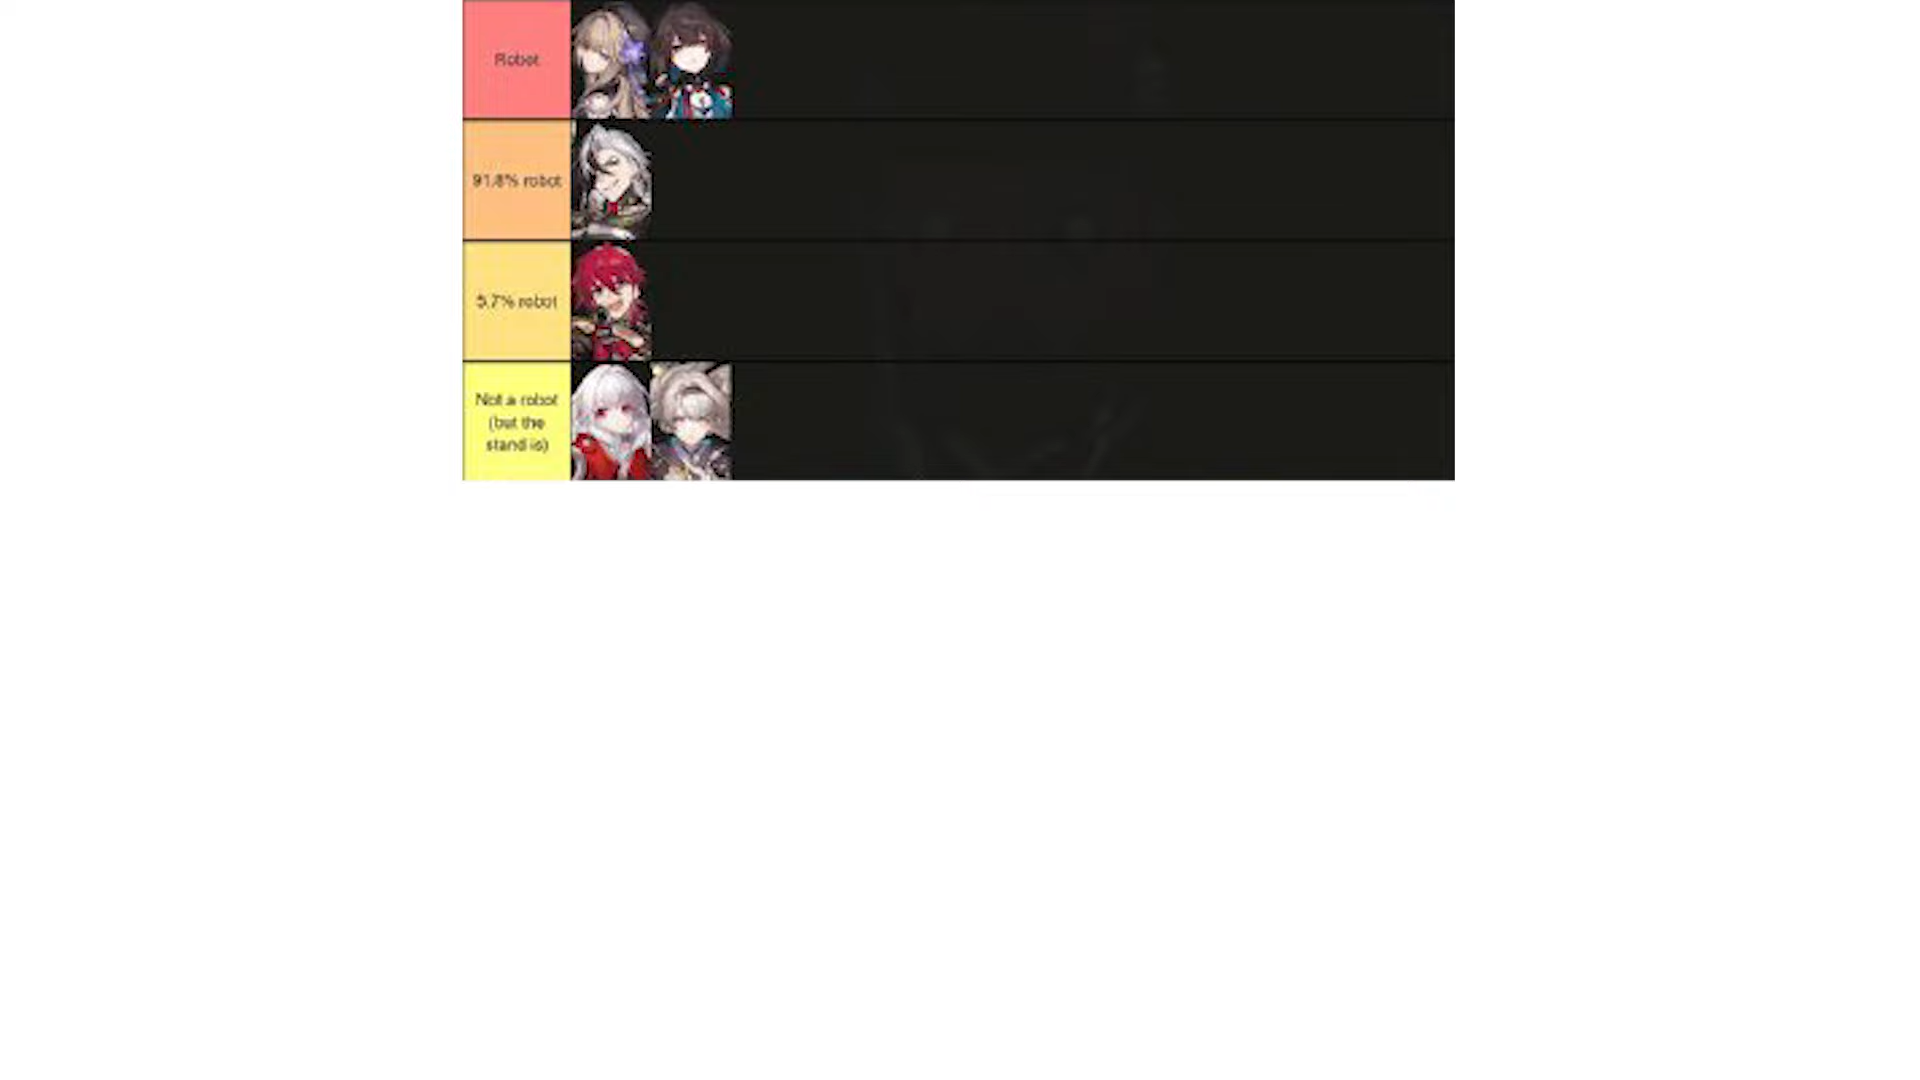 Robot
91.8% robot
5.7% robot
Not a robot
(but the
stand is)